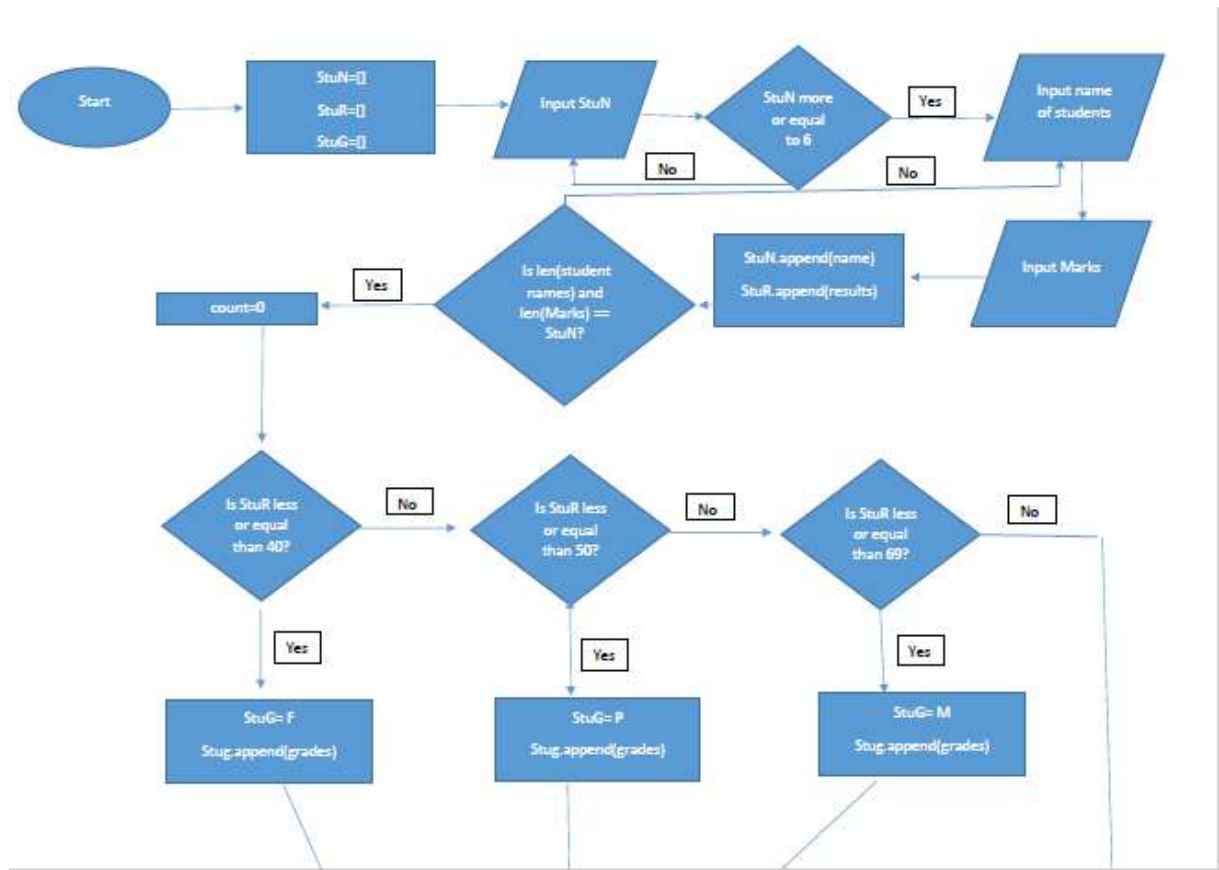 Start
StuN=[]
StuR=[]
StuG=[]
Input StuN
StuN more
or equal
to 6
Yes
Input name
of students
No
No
Is len(student
names) and
len(Marks) ==
StuN?
Yes
StuN.append(name)
StuR.append(results)
Input Marks
count=0
Is StuR less
or equal
than 40?
No
Is StuR less
or equal
than 50?
No
Is StuR less
or equal
than 69?
No
Yes
Yes
Yes
StuG= F
Stug.append(grades)
StuG= P
Stug.append(grades)
StuG= M
Stug.append(grades)